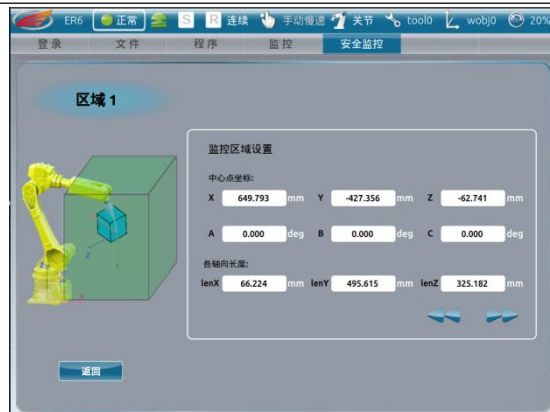 ER6 正常 S R 连续 手动慢速 关节 tool0 wobj0 20%
登录 文件 程序 监控 安全监控
区域 1
监控区域设置
中心点坐标:
X 649.793 mm Y -427.356 mm Z -62.741 mm
A 0.000 deg B 0.000 deg C 0.000 deg
各轴向长度:
lenX 66.224 mm lenY 495.615 mm lenZ 325.182 mm
返回